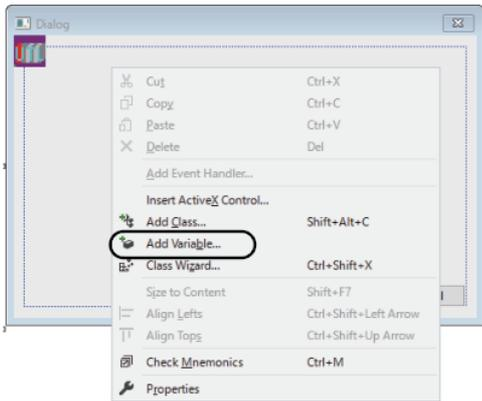 Dialog
Cut Ctrl+X
Copy Ctrl+C
Paste Ctrl+V
Delete Del
Add Event Handler...
Insert ActiveX Control...
Add Class... Shift+Alt+C
Add Variable...
Class Wizard... Ctrl+Shift+X
Size to Content Shift+F7
Align Lefts Ctrl+Shift+Left Arrow
Align Tops Ctrl+Shift+Up Arrow
Check Mnemonics Ctrl+M
Properties